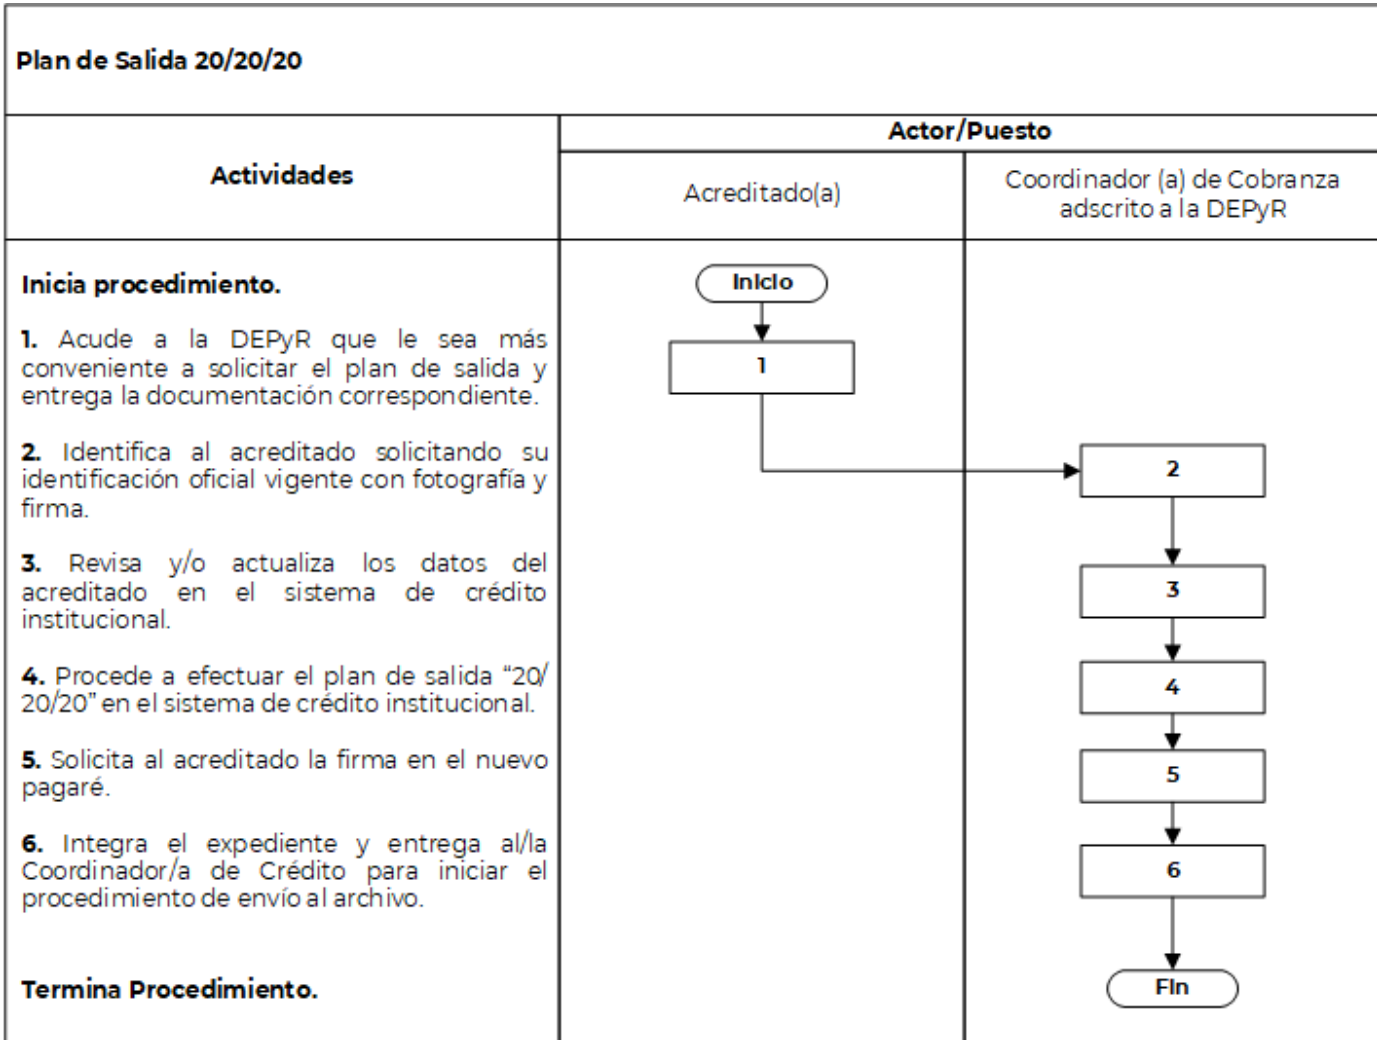 Plan de Salida 20/20/20
Actividades
Actor/Puesto
Acreditado(a)
Coordinador (a) de Cobranza
adscrito a la DEPyR
Inicia procedimiento.
1. Acude a la DEPyR que le sea más
conveniente a solicitar el plan de salida y
entrega la documentación correspondiente.
2. Identifica al acreditado solicitando su
identificación oficial vigente con fotografía y
firma.
3. Revisa y/o actualiza los datos del
acreditado en el sistema de crédito
institucional.
4. Procede a efectuar el plan de salida “20/
20/20” en el sistema de crédito institucional.
5. Solicita al acreditado la firma en el nuevo
pagaré.
6. Integra el expediente y entrega al/la
Coordinador/a de Crédito para iniciar el
procedimiento de envío al archivo.
Termina Procedimiento.
Inicio
1
2
3
4
5
6
Fin